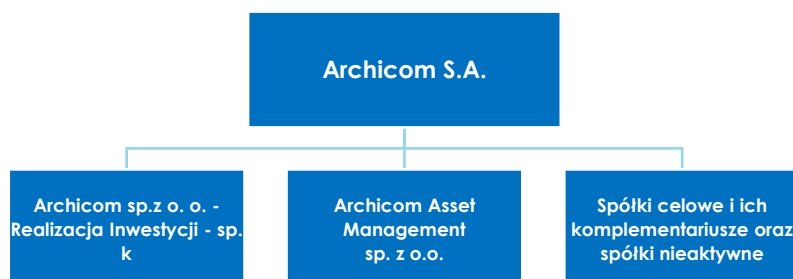 Archicom S.A.
Archicom sp.z o. o. -
Realizacja Inwestycji - sp.
k
Archicom Asset
Management
sp. z o.o.
Spółki celowe i ich
komplementariusze oraz
spółki nieaktywne